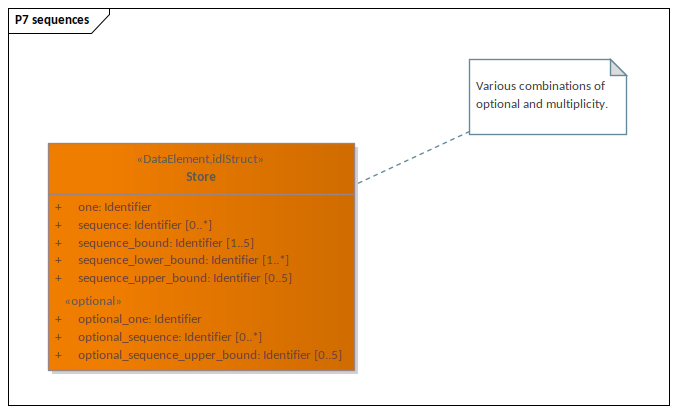 P7 sequences
Various combinations of
optional and multiplicity.
«DataElement,idlStruct»
Store
+ one: Identifier
+ sequence: Identifier [0..*]
+ sequence_bound: Identifier [1..5]
+ sequence_lower_bound: Identifier [1..*]
+ sequence_upper_bound: Identifier [0..5]
«optional»
+ optional_one: Identifier
+ optional_sequence: Identifier [0..*]
+ optional_sequence_upper_bound: Identifier [0..5]